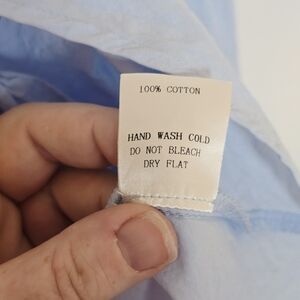 100% COTTON
HAND WASH COLD
DO NOT BLEACH
DRY FLAT